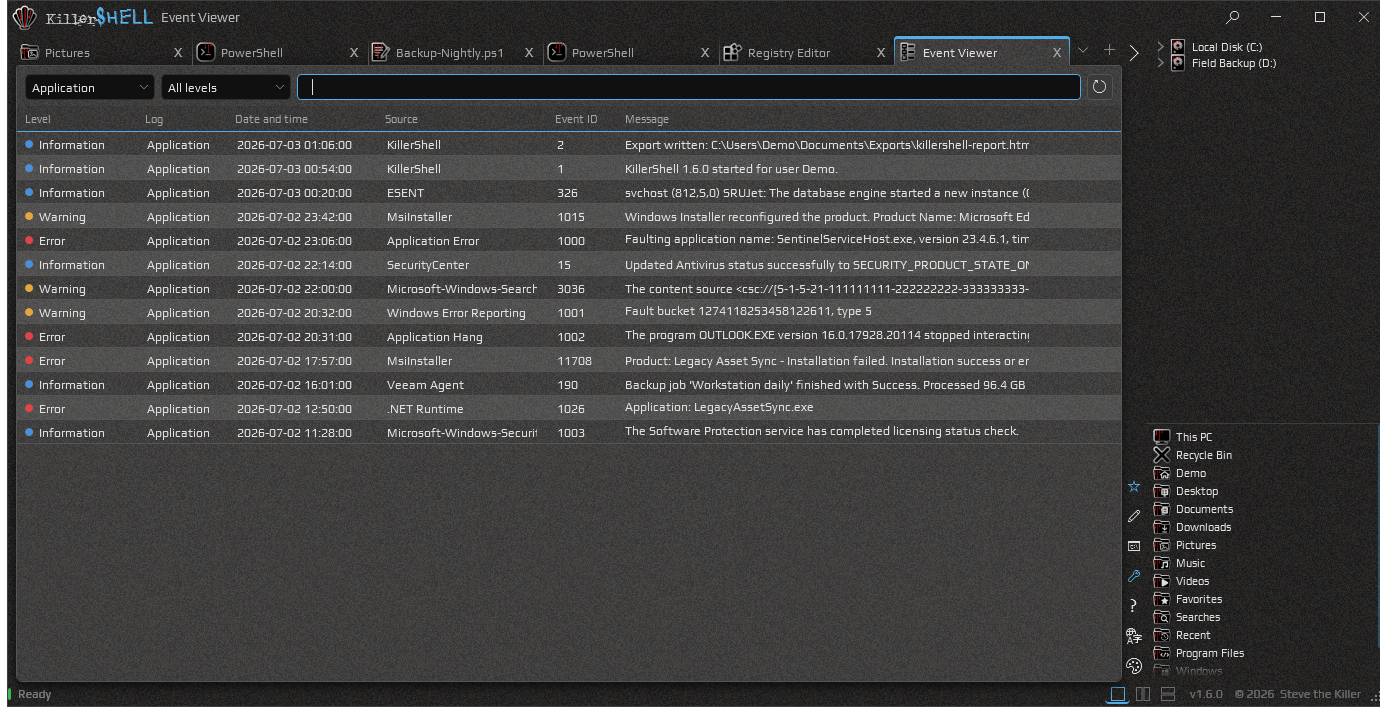 Killer$HELL Event Viewer
Pictures X PowerShell X Backup-Nightly.ps1 X PowerShell X Registry Editor X Event Viewer X
Application All levels
Level Log Date and time Source Event ID Message
Information Application 2026-07-03 01:06:00 KillerShell 2 Export written: C:\Users\Demo\Documents\Exports\killershell-report.htm
Information Application 2026-07-03 00:54:00 KillerShell 1 KillerShell 1.6.0 started for user Demo.
Information Application 2026-07-03 00:20:00 ESENT 326 svchost (812,5,0) SRUJet: The database engine started a new instance (0
Warning Application 2026-07-02 23:42:00 MsiInstaller 1015 Windows Installer reconfigured the product. Product Name: Microsoft Ed
Error Application 2026-07-02 23:06:00 Application Error 1000 Faulting application name: SentinelServiceHost.exe, version 23.4.6.1, tim
Information Application 2026-07-02 22:14:00 SecurityCenter 15 Updated Antivirus status successfully to SECURITY_PRODUCT_STATE_ON
Warning Application 2026-07-02 22:00:00 Microsoft-Windows-Search 3036 The content source <csc://{S-1-5-21-111111111-222222222-333333333-
Warning Application 2026-07-02 20:32:00 Windows Error Reporting 1001 Fault bucket 1274118253458122611, type 5
Error Application 2026-07-02 20:31:00 Application Hang 1002 The program OUTLOOK.EXE version 16.0.17928.20114 stopped interacting
Error Application 2026-07-02 17:57:00 MsiInstaller 11708 Product: Legacy Asset Sync - Installation failed. Installation success or er
Information Application 2026-07-02 16:01:00 Veeam Agent 190 Backup job 'Workstation daily' finished with Success. Processed 96.4 GB
Error Application 2026-07-02 12:50:00 .NET Runtime 1026 Application: LegacyAssetSync.exe
Information Application 2026-07-02 11:28:00 Microsoft-Windows-Securit 1003 The Software Protection service has completed licensing status check.
Local Disk (C:)
Field Backup (D:)
This PC
Recycle Bin
Demo
Desktop
Documents
Downloads
Pictures
Music
Videos
Favorites
Searches
Recent
Program Files
Windows
Ready v1.6.0 © 2026 Steve the Killer